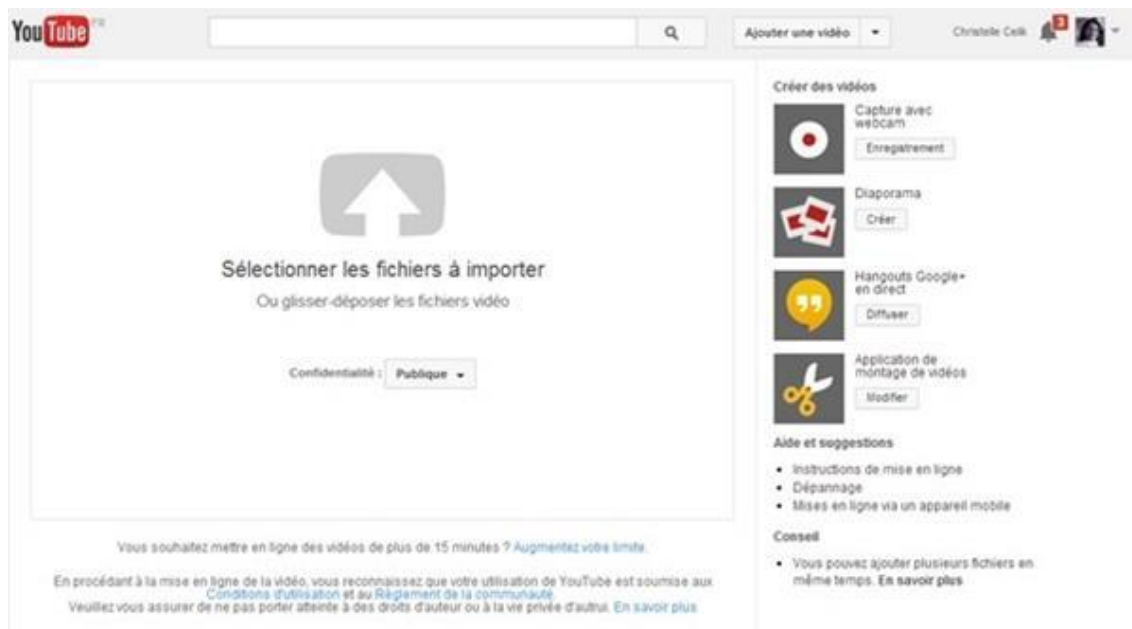 YouTube FR
Ajouter une vidéo
Christelle Celik
3
Sélectionner les fichiers à importer
Ou glisser-déposer les fichiers vidéo
Confidentialité : Publique
Vous souhaitez mettre en ligne des vidéos de plus de 15 minutes ? Augmentez votre limite.
En procédant à la mise en ligne de la vidéo, vous reconnaissez que votre utilisation de YouTube est soumise aux
Conditions d'utilisation et au Règlement de la communauté.
Veuillez vous assurer de ne pas porter atteinte à des droits d'auteur ou à la vie privée d'autrui. En savoir plus
Créer des vidéos
Capture avec
webcam
Enregistrement
Diaporama
Créer
Hangouts Google+
en direct
Diffuser
Application de
montage de vidéos
Modifier
Aide et suggestions
Instructions de mise en ligne
Dépannage
Mises en ligne via un appareil mobile
Conseil
Vous pouvez ajouter plusieurs fichiers en
même temps. En savoir plus